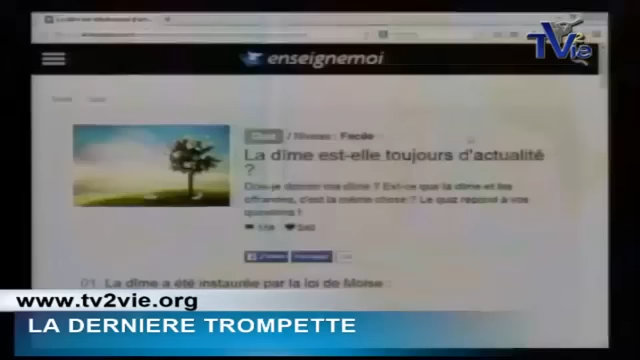 TV2Vie
enseignemoi
Quiz / Niveau : Facile
La dîme est-elle toujours d'actualité
?
Dois-je donner ma dîme ? Est-ce que la dîme et les
offrandes, c'est la même chose ? Le quiz répond à vos
questions !
01. La dîme a été instaurée par la loi de Moïse :
www.tv2vie.org
LA DERNIERE TROMPETTE